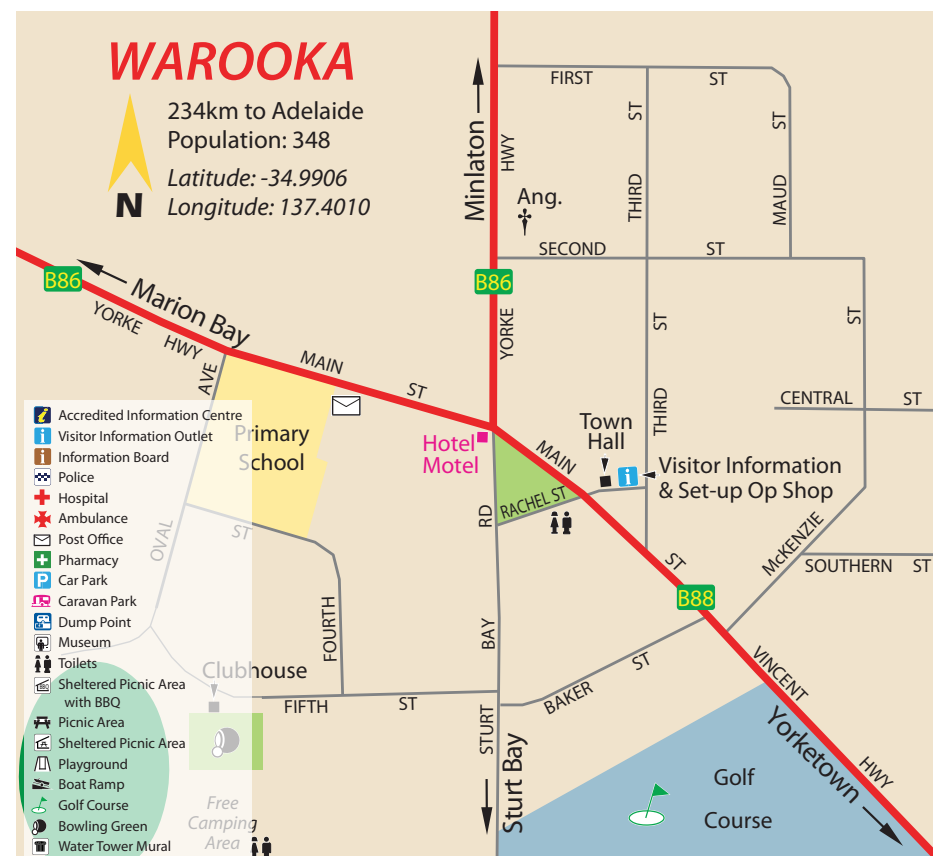 WAROOKA
234km to Adelaide
Population: 348
Latitude: -34.9906
Longitude: 137.4010
N
Minlaton
HWY
FIRST ST
ST
ST
THIRD
MAUD
Ang.
SECOND ST
B86
B86
Marion Bay
YORKE
HWY
YORKE
ST
ST
AVE
MAIN
ST
THIRD
CENTRAL ST
Primary
School
Hotel
Motel
Town
Hall
MAIN
Visitor Information
& Set-up Op Shop
RACHEL ST
RD
OVAL
ST
ST
McKENZIE
SOUTHERN ST
B88
FOURTH
BAY
Clubhouse
ST
BAKER
VINCENT
FIFTH ST
STURT
Sturt Bay
Yorketown
HWY
Golf
Course
Free
Camping
Area
Accredited Information Centre
i
Visitor Information Outlet
i
Information Board
i
Police
Hospital
Ambulance
Post Office
Pharmacy
P
Car Park
Caravan Park
Dump Point
Museum
Toilets
Sheltered Picnic Area
with BBQ
Picnic Area
Sheltered Picnic Area
Playground
Boat Ramp
Golf Course
Bowling Green
Water Tower Mural
i